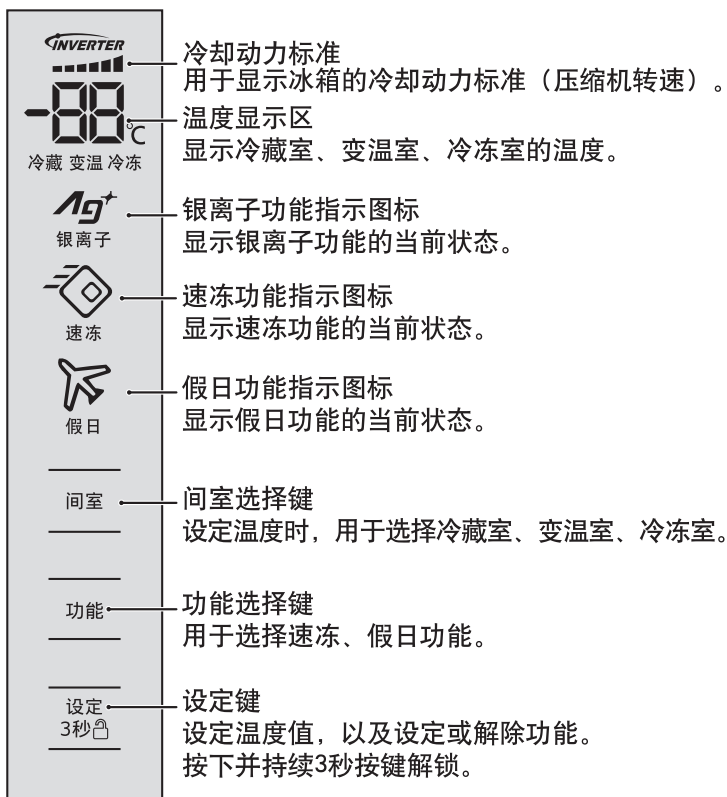 INVERTER
冷却动力标准
用于显示冰箱的冷却动力标准（压缩机转速）。
-88℃
温度显示区
显示冷藏室、变温室、冷冻室的温度。
冷藏 变温 冷冻
Ag+
银离子功能指示图标
银离子
显示银离子功能的当前状态。
速冻功能指示图标
速冻
显示速冻功能的当前状态。
假日功能指示图标
假日
显示假日功能的当前状态。
间室
间室选择键
设定温度时，用于选择冷藏室、变温室、冷冻室。
功能
功能选择键
用于选择速冻、假日功能。
设定
3秒
设定键
设定温度值，以及设定或解除功能。
按下并持续3秒按键解锁。